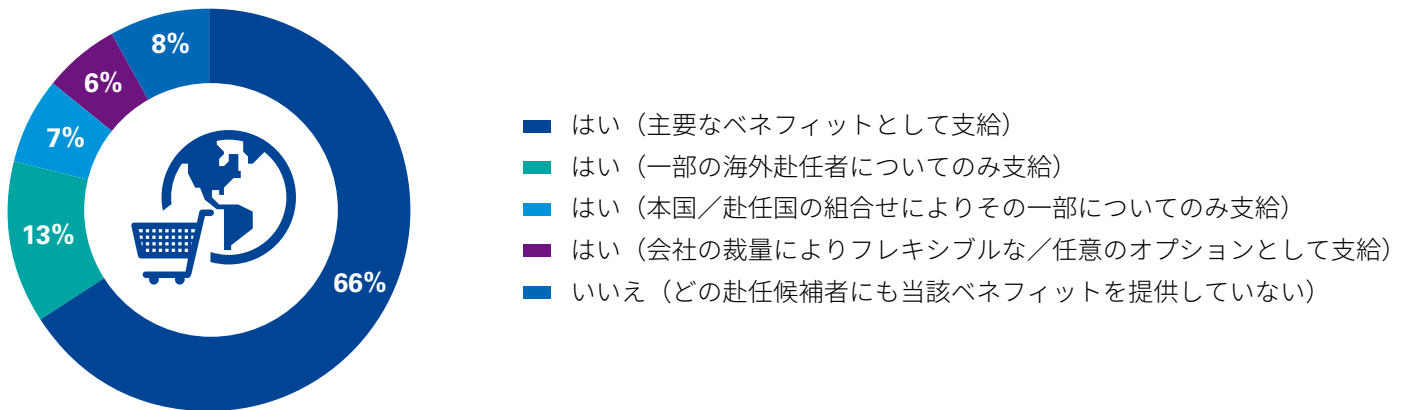 8%
6%
7%
13%
66%
はい（主要なベネフィットとして支給）
はい（一部の海外赴任者についてのみ支給）
はい（本国／赴任国の組合せによりその一部についてのみ支給）
はい（会社の裁量によりフレキシブルな／任意のオプションとして支給）
いいえ（どの赴任候補者にも当該ベネフィットを提供していない）